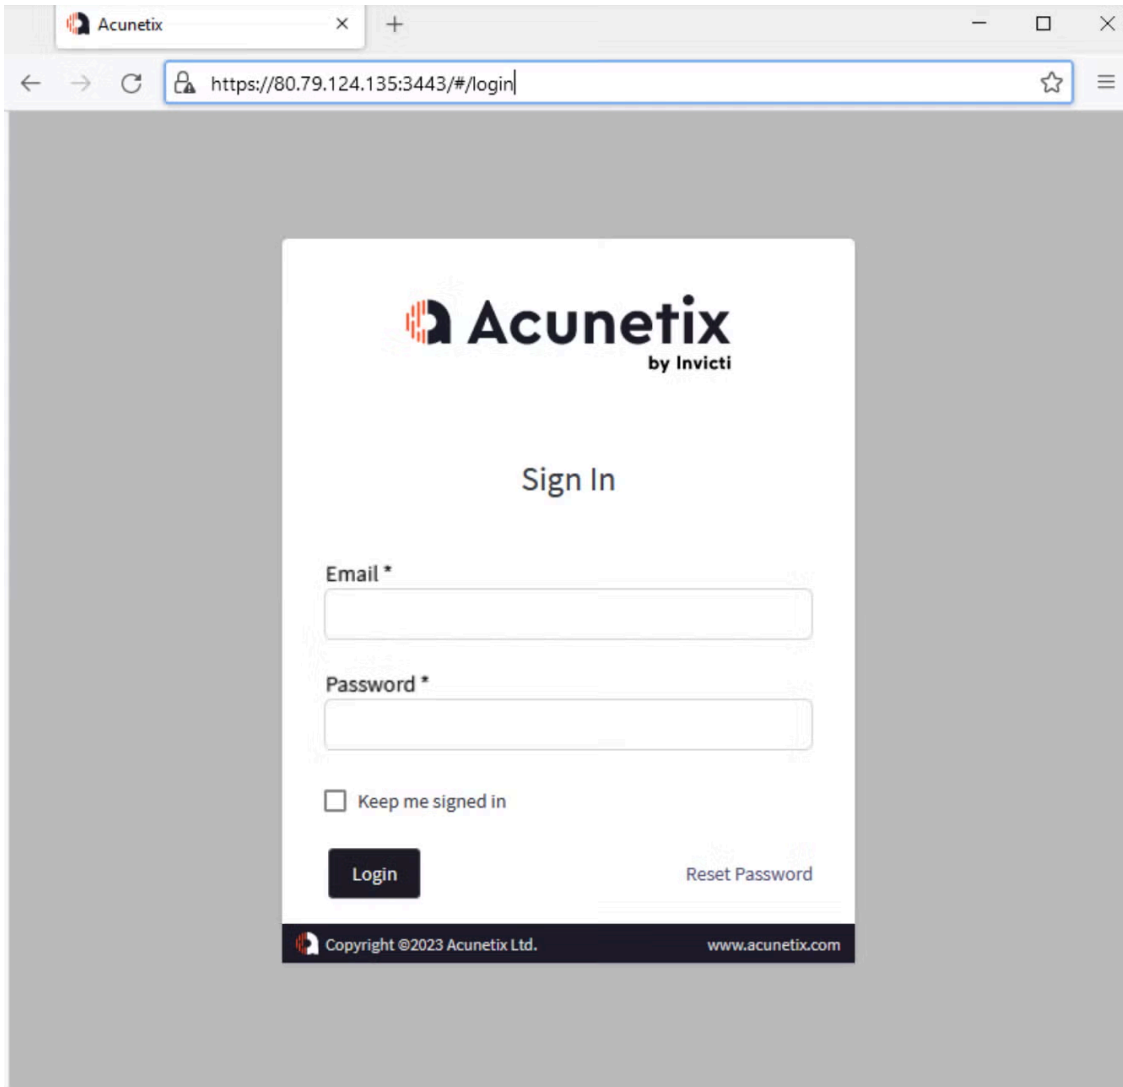 Acunetix
https://80.79.124.135:3443/#/login
Acunetix
by Invicti
Sign In
Email *
Password *
Keep me signed in
Login Reset Password
Copyright ©2023 Acunetix Ltd. www.acunetix.com